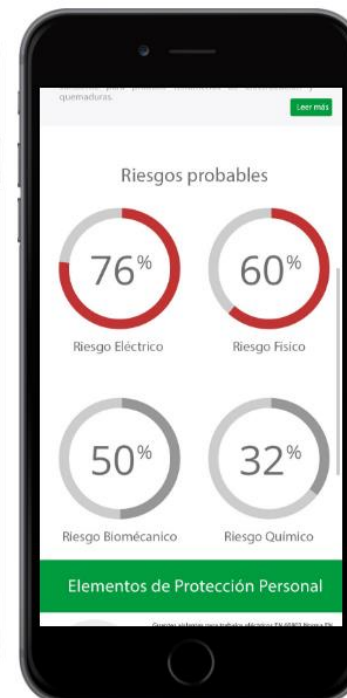 quemaduras.
Leer más
Riesgos probables
76%
60%
Riesgo Eléctrico
Riesgo Físico
50%
32%
Riesgo Biomécanico
Riesgo Químico
Elementos de Protección Personal